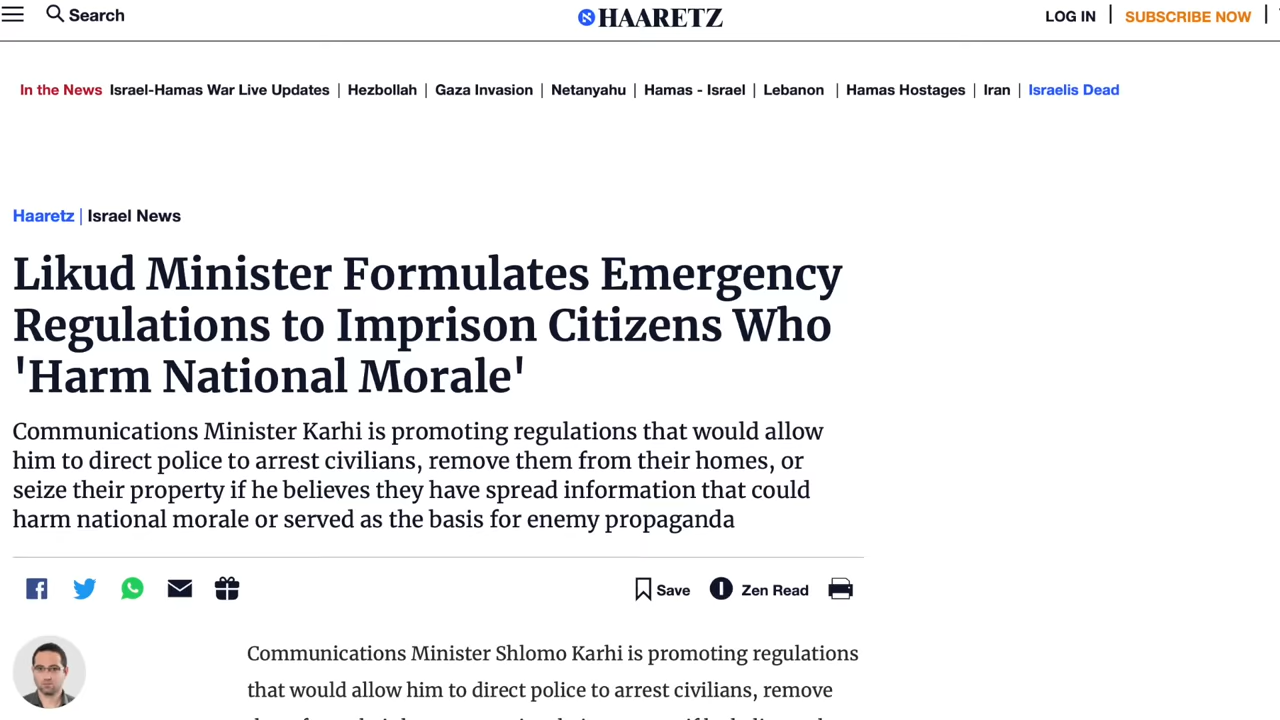 Search
HAARETZ
LOG IN | SUBSCRIBE NOW |
In the News Israel-Hamas War Live Updates | Hezbollah | Gaza Invasion | Netanyahu | Hamas - Israel | Lebanon | Hamas Hostages | Iran | Israelis Dead
Haaretz | Israel News
Likud Minister Formulates Emergency
Regulations to Imprison Citizens Who
'Harm National Morale'
Communications Minister Karhi is promoting regulations that would allow
him to direct police to arrest civilians, remove them from their homes, or
seize their property if he believes they have spread information that could
harm national morale or served as the basis for enemy propaganda
Save
Zen Read
Communications Minister Shlomo Karhi is promoting regulations
that would allow him to direct police to arrest civilians, remove